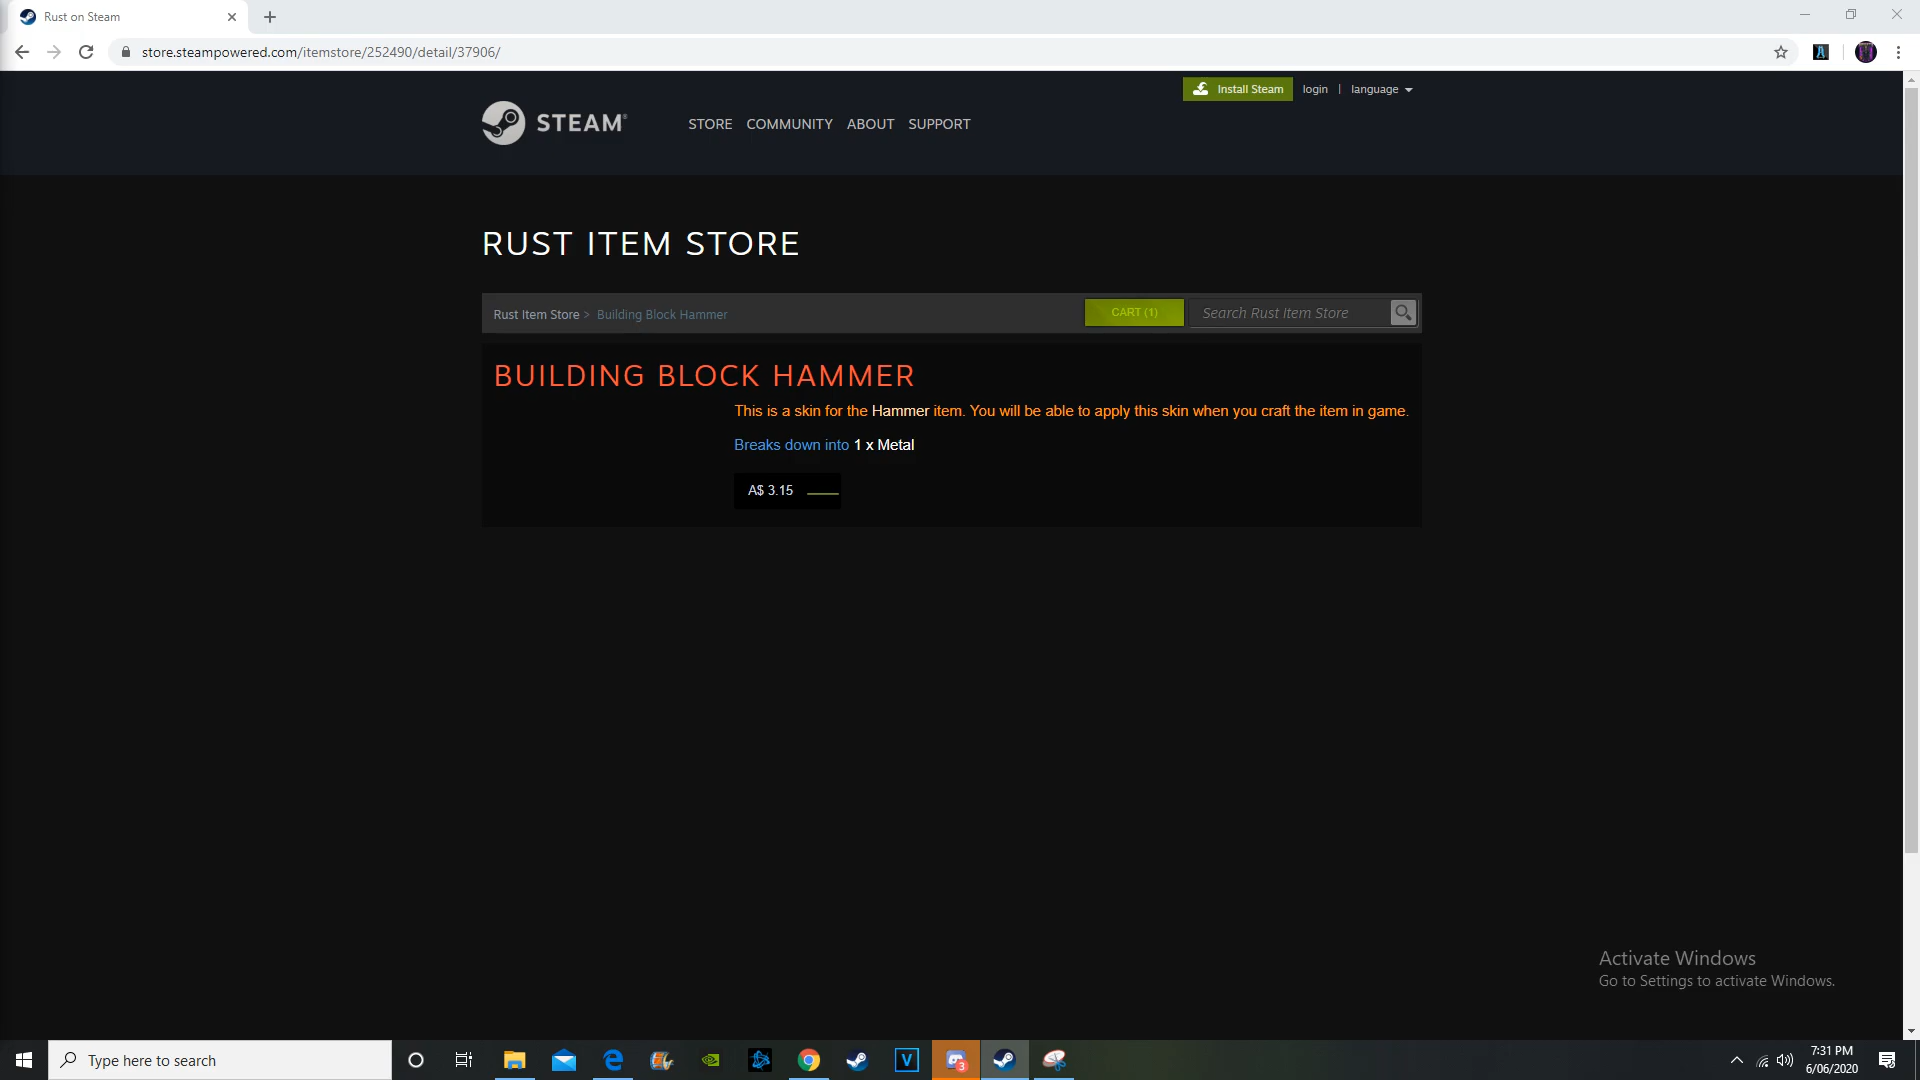 Rust on Steam
store.steampowered.com/itemstore/252490/detail/37906/
Install Steam login | language
STEAM®
STORE COMMUNITY ABOUT SUPPORT
RUST ITEM STORE
Rust Item Store > Building Block Hammer
CART (1)
Search Rust Item Store
BUILDING BLOCK HAMMER
This is a skin for the Hammer item. You will be able to apply this skin when you craft the item in game.
Breaks down into 1 x Metal
A$ 3.15
Activate Windows
Go to Settings to activate Windows.
Type here to search
V
3
7:31 PM
6/06/2020